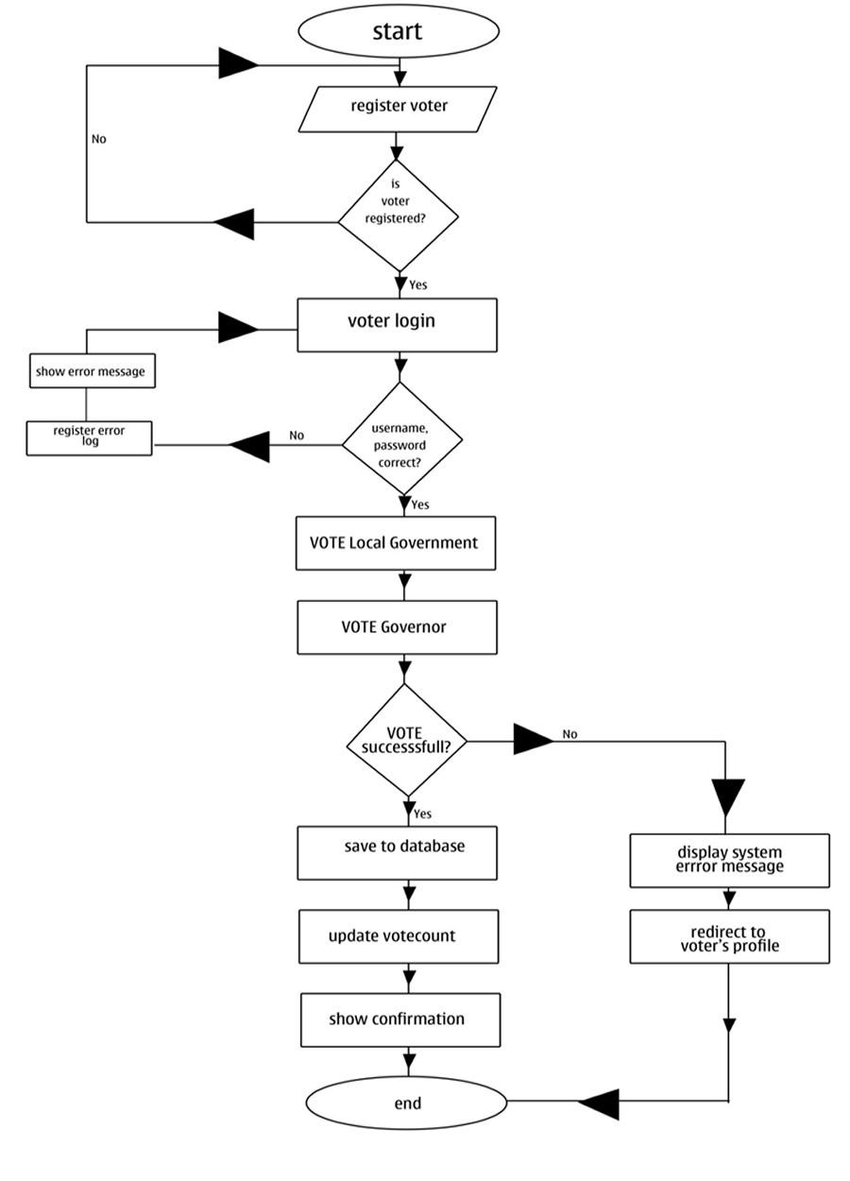 start
register voter
No
is
voter
registered?
Yes
voter login
show error message
register error
log
No
username,
password
correct?
Yes
VOTE Local Government
VOTE Governor
VOTE
successsfull?
No
Yes
save to database
display system
errror message
update votecount
redirect to
voter's profile
show confirmation
end